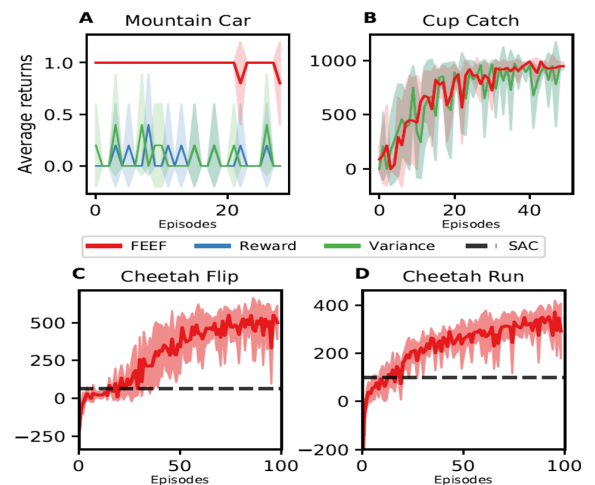 A Mountain Car
B Cup Catch
Average returns
1.0
0.5
0.0
0 20
Episodes
1000
500
0
0 20 40
Episodes
FEEF Reward Variance SAC
C Cheetah Flip
D Cheetah Run
500
250
0
−250
0 50 100
Episodes
400
200
0
−200
0 50 100
Episodes